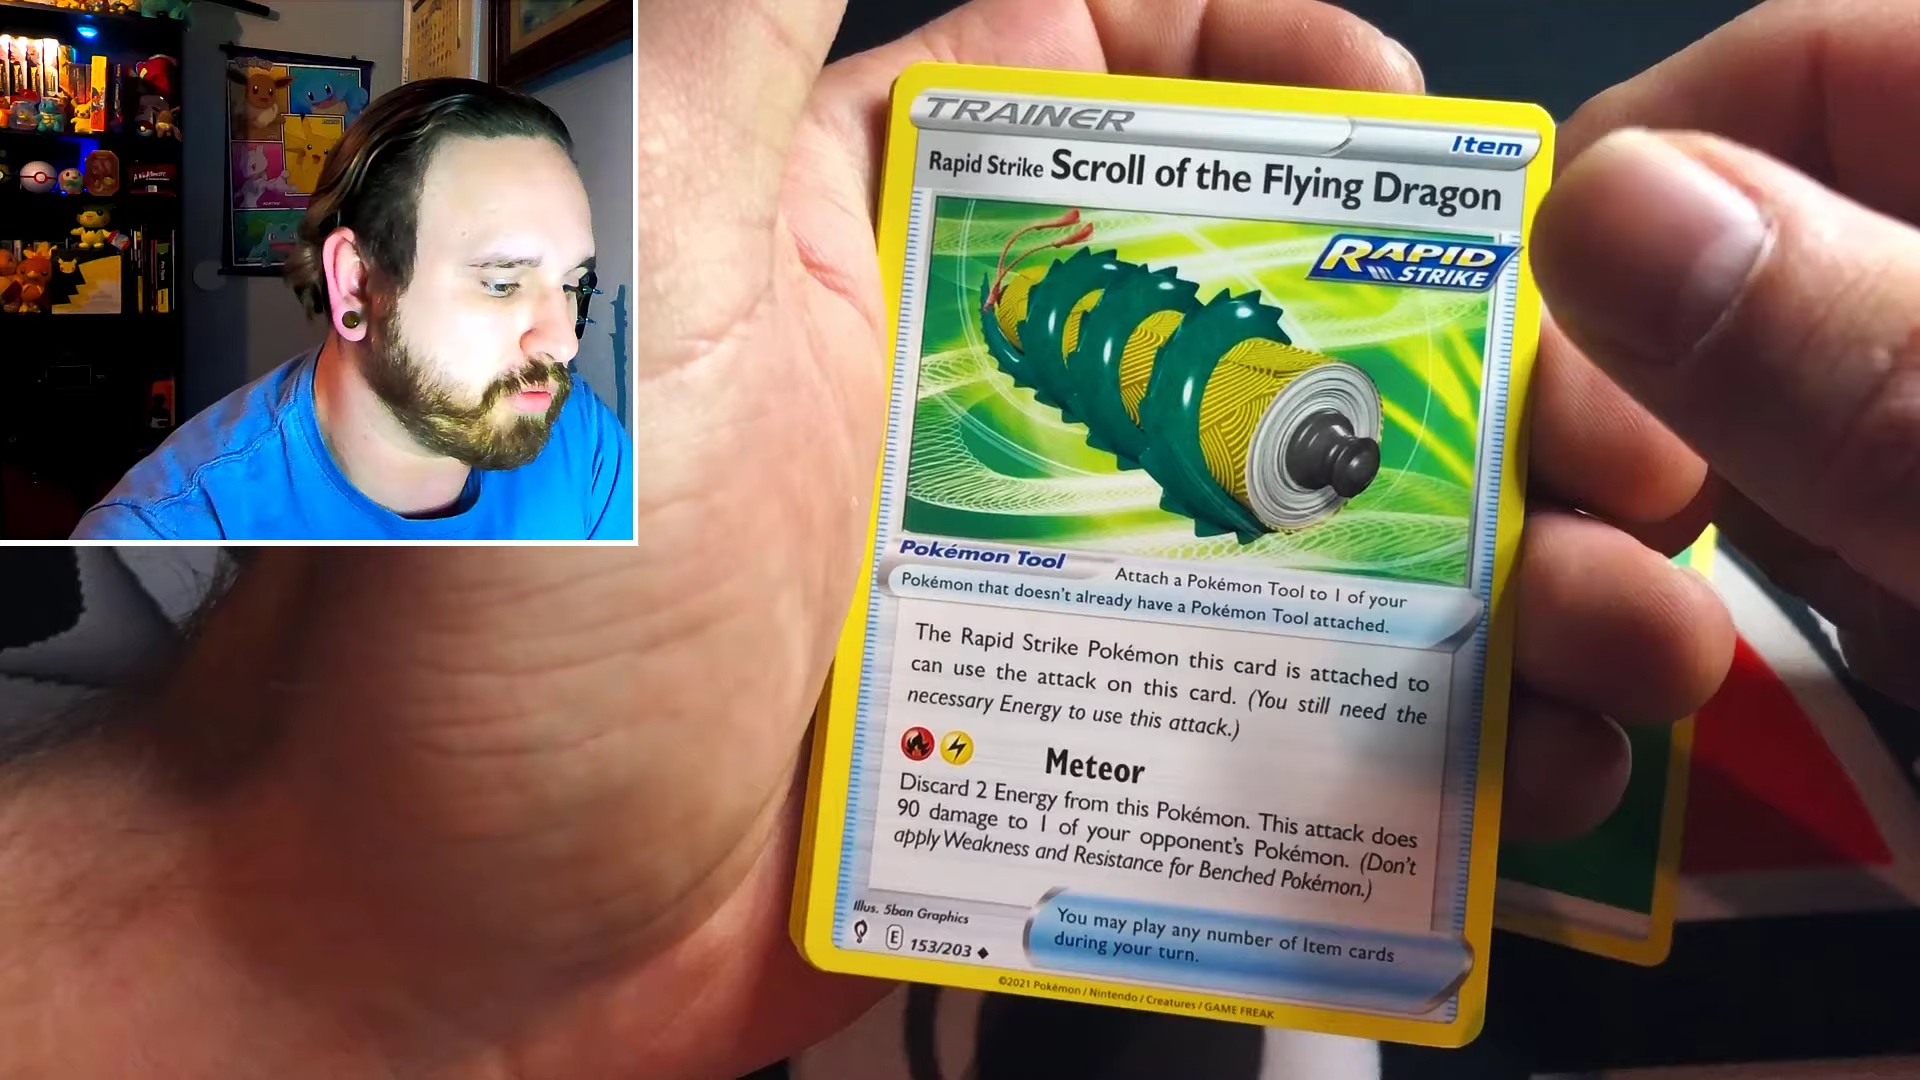 TRAINER
Item
Rapid Strike Scroll of the Flying Dragon
RAPID
STRIKE
Pokémon Tool
Attach a Pokémon Tool to 1 of your
Pokémon that doesn't already have a Pokémon Tool attached.
The Rapid Strike Pokémon this card is attached to
can use the attack on this card. (You still need the
necessary Energy to use this attack.)
Meteor
Discard 2 Energy from this Pokémon. This attack does
90 damage to 1 of your opponent's Pokémon. (Don't
apply Weakness and Resistance for Benched Pokémon.)
Illus. 5ban Graphics
E 153/203
You may play any number of Item cards
during your turn.
©2021 Pokémon / Nintendo / Creatures / GAME FREAK